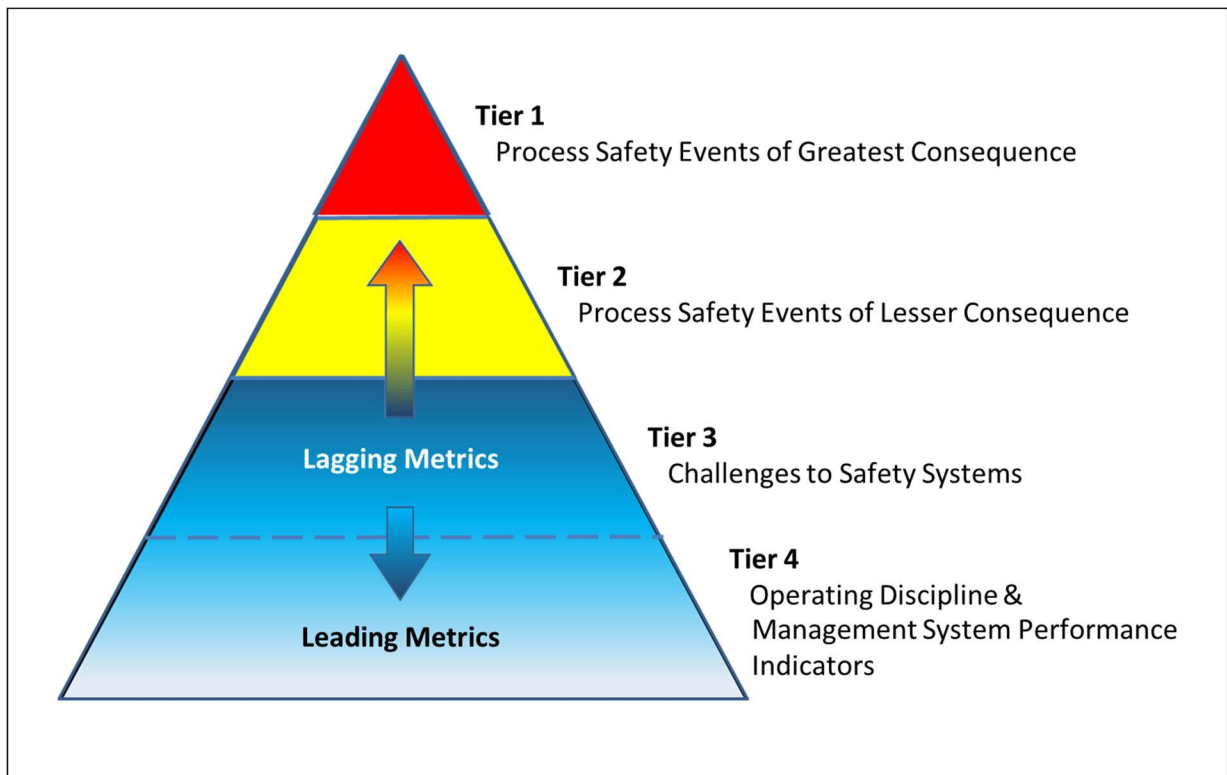 Tier 1
Process Safety Events of Greatest Consequence
Tier 2
Process Safety Events of Lesser Consequence
Lagging Metrics
Tier 3
Challenges to Safety Systems
Tier 4
Operating Discipline &
Management System Performance
Indicators
Leading Metrics